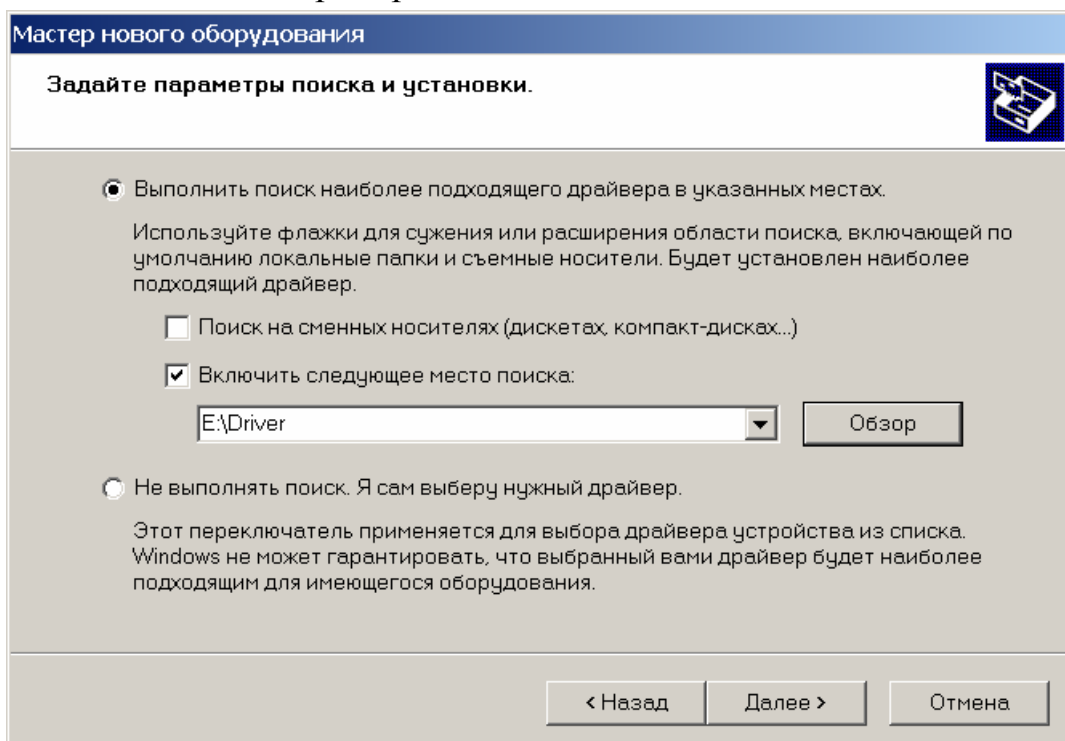 Мастер нового оборудования
Задайте параметры поиска и установки.
Выполнить поиск наиболее подходящего драйвера в указанных местах.
Используйте флажки для сужения или расширения области поиска, включающей по
умолчанию локальные папки и съемные носители. Будет установлен наиболее
подходящий драйвер.
Поиск на сменных носителях (дискетах, компакт-дисках...)
Включить следующее место поиска:
E:\Driver
Обзор
Не выполнять поиск. Я сам выберу нужный драйвер.
Этот переключатель применяется для выбора драйвера устройства из списка.
Windows не может гарантировать, что выбранный вами драйвер будет наиболее
подходящим для имеющегося оборудования.
< Назад Далее > Отмена